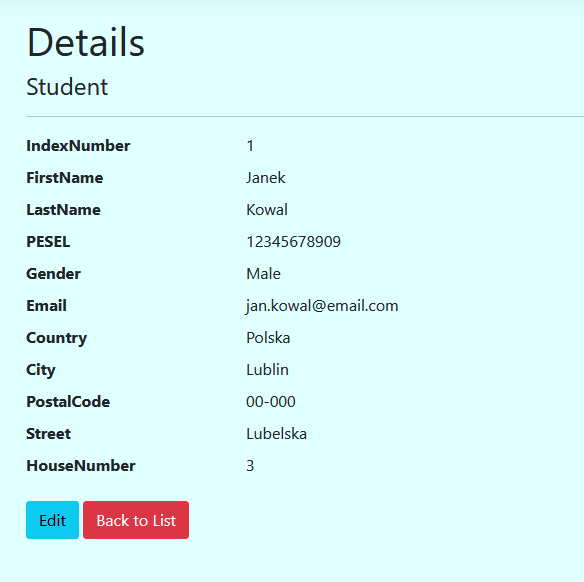 Details
Student
IndexNumber 1
FirstName Janek
LastName Kowal
PESEL 12345678909
Gender Male
Email jan.kowal@email.com
Country Polska
City Lublin
PostalCode 00-000
Street Lubelska
HouseNumber 3
Edit Back to List